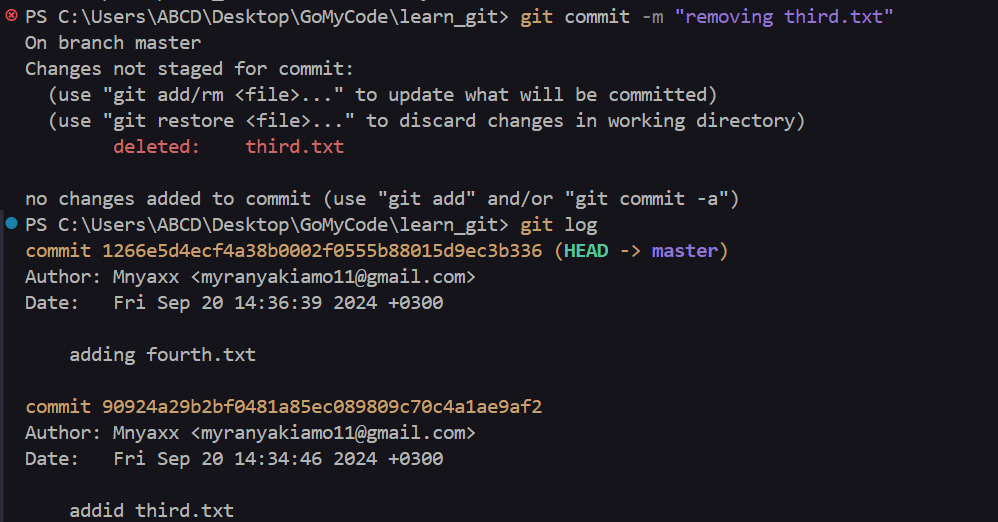 PS C:\Users\ABCD\Desktop\GoMyCode\learn_git> git commit -m "removing third.txt"
On branch master
Changes not staged for commit:
  (use "git add/rm <file>..." to update what will be committed)
  (use "git restore <file>..." to discard changes in working directory)
        deleted:    third.txt

no changes added to commit (use "git add" and/or "git commit -a")
PS C:\Users\ABCD\Desktop\GoMyCode\learn_git> git log
commit 1266e5d4ecf4a38b0002f0555b88015d9ec3b336 (HEAD -> master)
Author: Mnyaxx <myranyakiamo11@gmail.com>
Date:   Fri Sep 20 14:36:39 2024 +0300

    adding fourth.txt

commit 90924a29b2bf0481a85ec089809c70c4a1ae9af2
Author: Mnyaxx <myranyakiamo11@gmail.com>
Date:   Fri Sep 20 14:34:46 2024 +0300

    addid third.txt